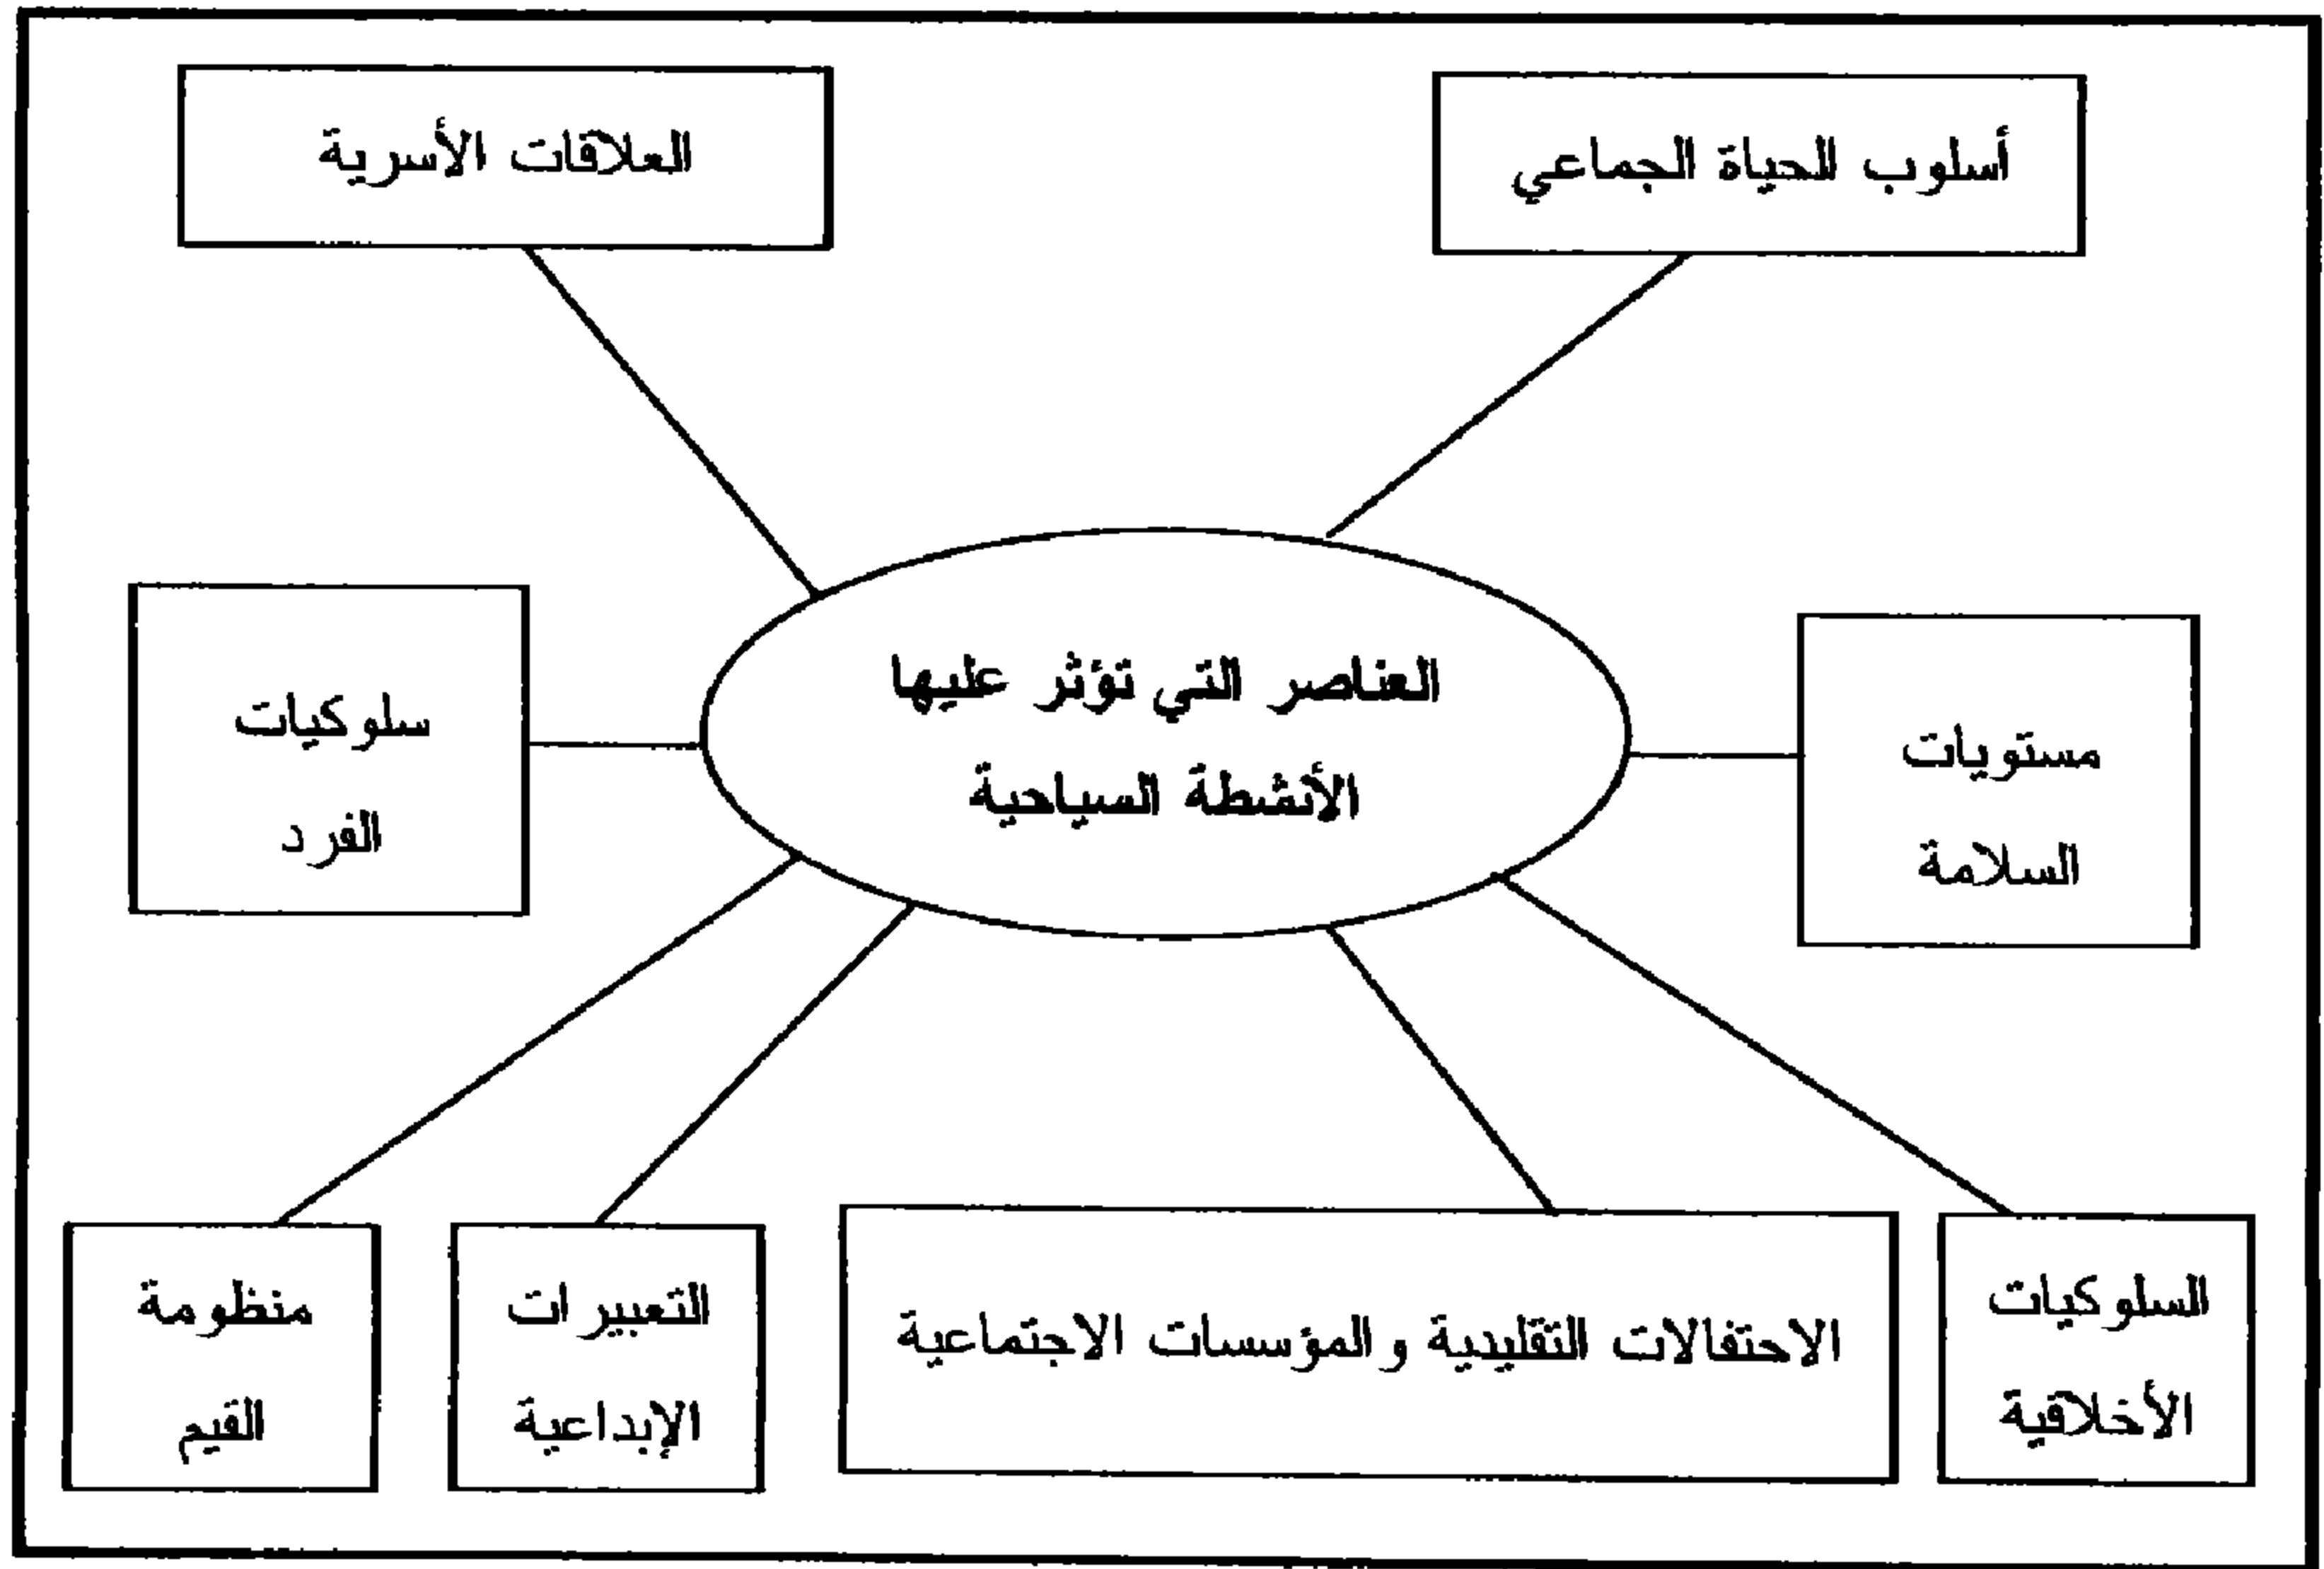 أسلوب الحياة الجماعي
العلاقات الأسرية
العناصر التي تؤثر عليها
الأنشطة السياحية
مستويات
السلامة
سلوكيات
الفرد
السلوكيات
الأخلاقية
الاحتفالات التقليدية والمؤسسات الاجتماعية
التعبيرات
الإبداعية
منظومة
القيم